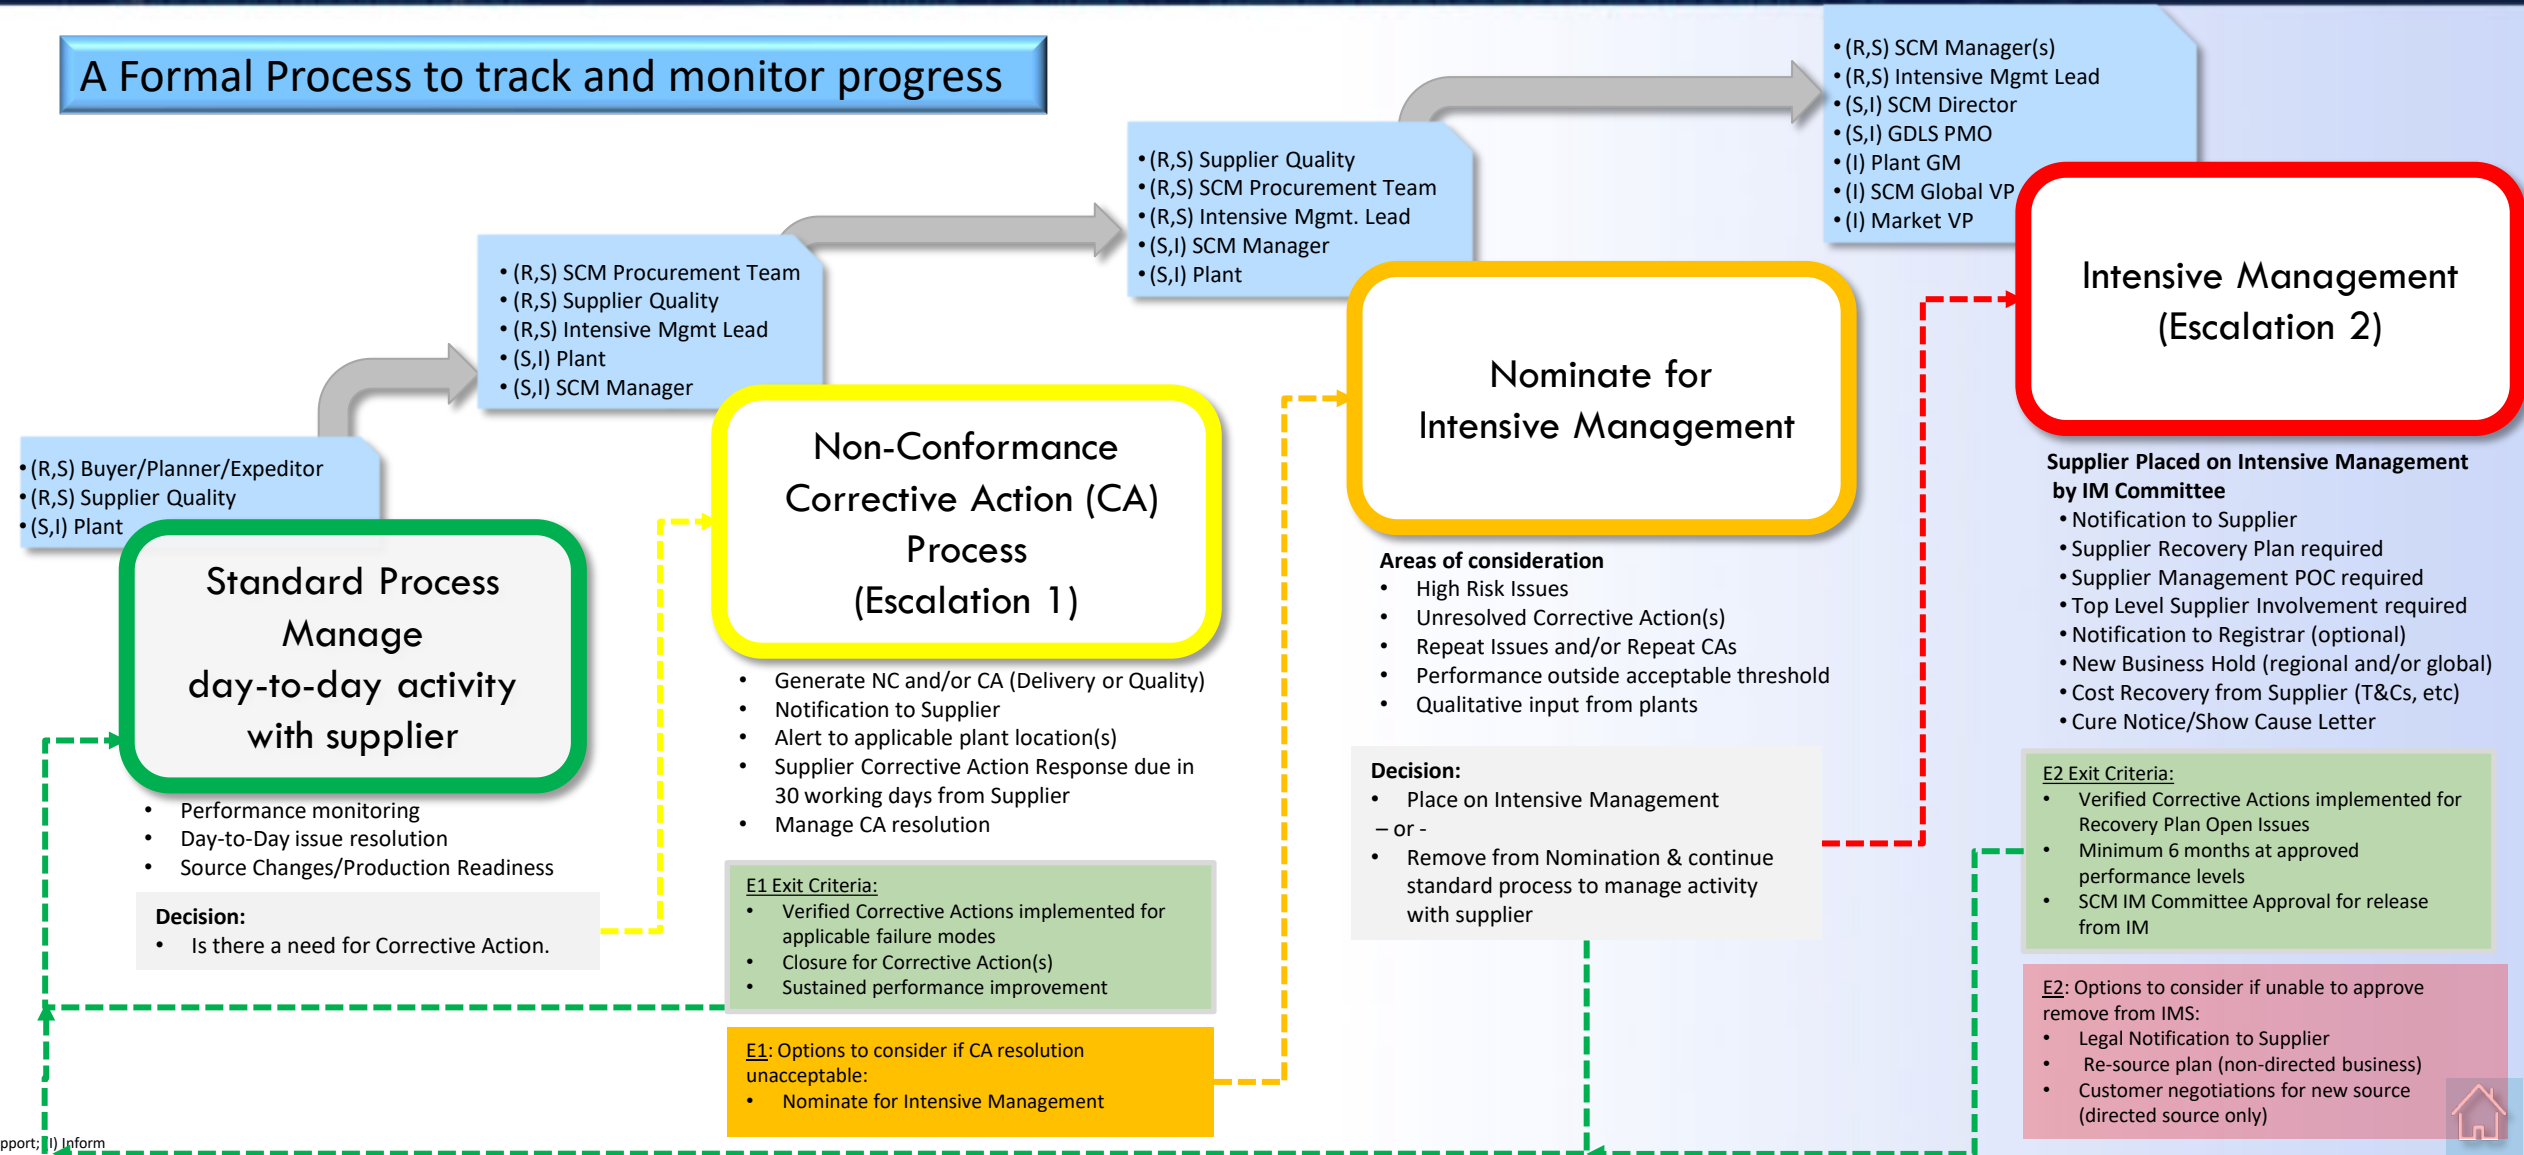 A Formal Process to track and monitor progress
• (R,S) Buyer/Planner/Expeditor
• (R,S) Supplier Quality
• (S,I) Plant
Standard Process
Manage
day-to-day activity
with supplier
• Performance monitoring
• Day-to-Day issue resolution
• Source Changes/Production Readiness
Decision:
• Is there a need for Corrective Action.
• (R,S) SCM Procurement Team
• (R,S) Supplier Quality
• (R,S) Intensive Mgmt Lead
• (S,I) Plant
• (S,I) SCM Manager
Non-Conformance
Corrective Action (CA)
Process
(Escalation 1)
• Generate NC and/or CA (Delivery or Quality)
• Notification to Supplier
• Alert to applicable plant location(s)
• Supplier Corrective Action Response due in
30 working days from Supplier
• Manage CA resolution
E1 Exit Criteria:
• Verified Corrective Actions implemented for
applicable failure modes
• Closure for Corrective Action(s)
• Sustained performance improvement
E1: Options to consider if CA resolution
unacceptable:
• Nominate for Intensive Management
• (R,S) Supplier Quality
• (R,S) SCM Procurement Team
• (R,S) Intensive Mgmt. Lead
• (S,I) SCM Manager
• (S,I) Plant
Nominate for
Intensive Management
Areas of consideration
• High Risk Issues
• Unresolved Corrective Action(s)
• Repeat Issues and/or Repeat CAs
• Performance outside acceptable threshold
• Qualitative input from plants
Decision:
• Place on Intensive Management
– or -
• Remove from Nomination & continue
standard process to manage activity
with supplier
• (R,S) SCM Manager(s)
• (R,S) Intensive Mgmt Lead
• (S,I) SCM Director
• (S,I) GDLS PMO
• (I) Plant GM
• (I) SCM Global VP
• (I) Market VP
Intensive Management
(Escalation 2)
Supplier Placed on Intensive Management
by IM Committee
• Notification to Supplier
• Supplier Recovery Plan required
• Supplier Management POC required
• Top Level Supplier Involvement required
• Notification to Registrar (optional)
• New Business Hold (regional and/or global)
• Cost Recovery from Supplier (T&Cs, etc)
• Cure Notice/Show Cause Letter
E2 Exit Criteria:
• Verified Corrective Actions implemented for
Recovery Plan Open Issues
• Minimum 6 months at approved
performance levels
• SCM IM Committee Approval for release
from IM
E2: Options to consider if unable to approve
remove from IMS:
• Legal Notification to Supplier
• Re-source plan (non-directed business)
• Customer negotiations for new source
(directed source only)
pport; (I) Inform